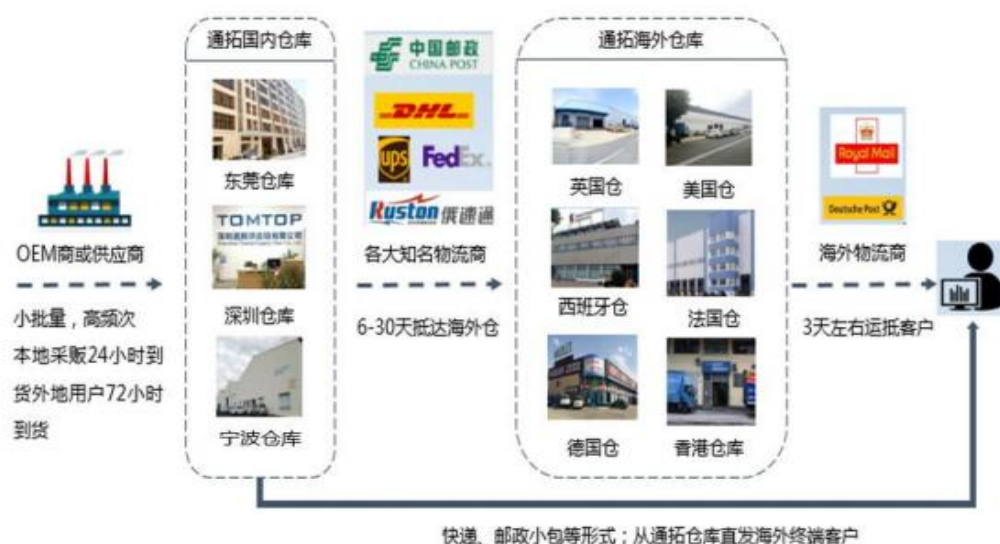 通拓国内仓库
中国邮政
CHINA POST
通拓海外仓库
DHL
ups
FedEx
Royal Mail
Deutsche Post
东莞仓库
英国仓
美国仓
TOMTOP
Ruston 俄速通
OEM商或供应商
各大知名物流商
海外物流商
小批量，高频次
本地采贩24小时到
货外地用户72小时
到货
深圳仓库
6-30天抵达海外仓
西班牙仓
法国仓
3天左右运抵客户
宁波仓库
德国仓
香港仓库
快递、邮政小包等形式；从通拓仓库直发海外终端客户